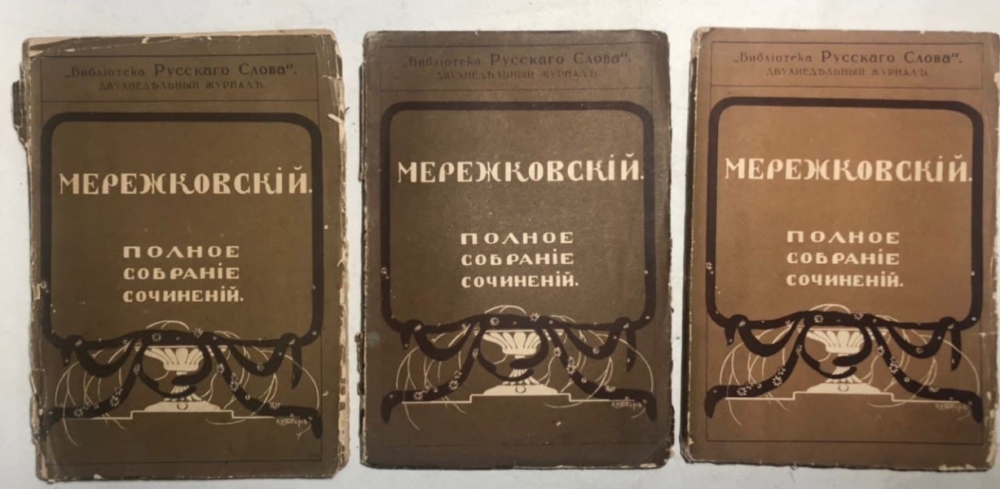 „Библіотека Русскаго Слова".
ДВУХНЕДѢЛЬНЫЙ ЖУРНАЛЪ.
МЕРЕЖКОВСКІЙ.
ПОЛНОЕ
СОБРАНІЕ
СОЧИНЕНІЙ.
„Библіотека Русскаго Слова".
ДВУХНЕДѢЛЬНЫЙ ЖУРНАЛЪ.
МЕРЕЖКОВСКІЙ.
ПОЛНОЕ
СОБРАНІЕ
СОЧИНЕНІЙ.
„Библіотека Русскаго Слова".
ДВУХНЕДѢЛЬНЫЙ ЖУРНАЛЪ.
МЕРЕЖКОВСКІЙ.
ПОЛНОЕ
СОБРАНІЕ
СОЧИНЕНІЙ.